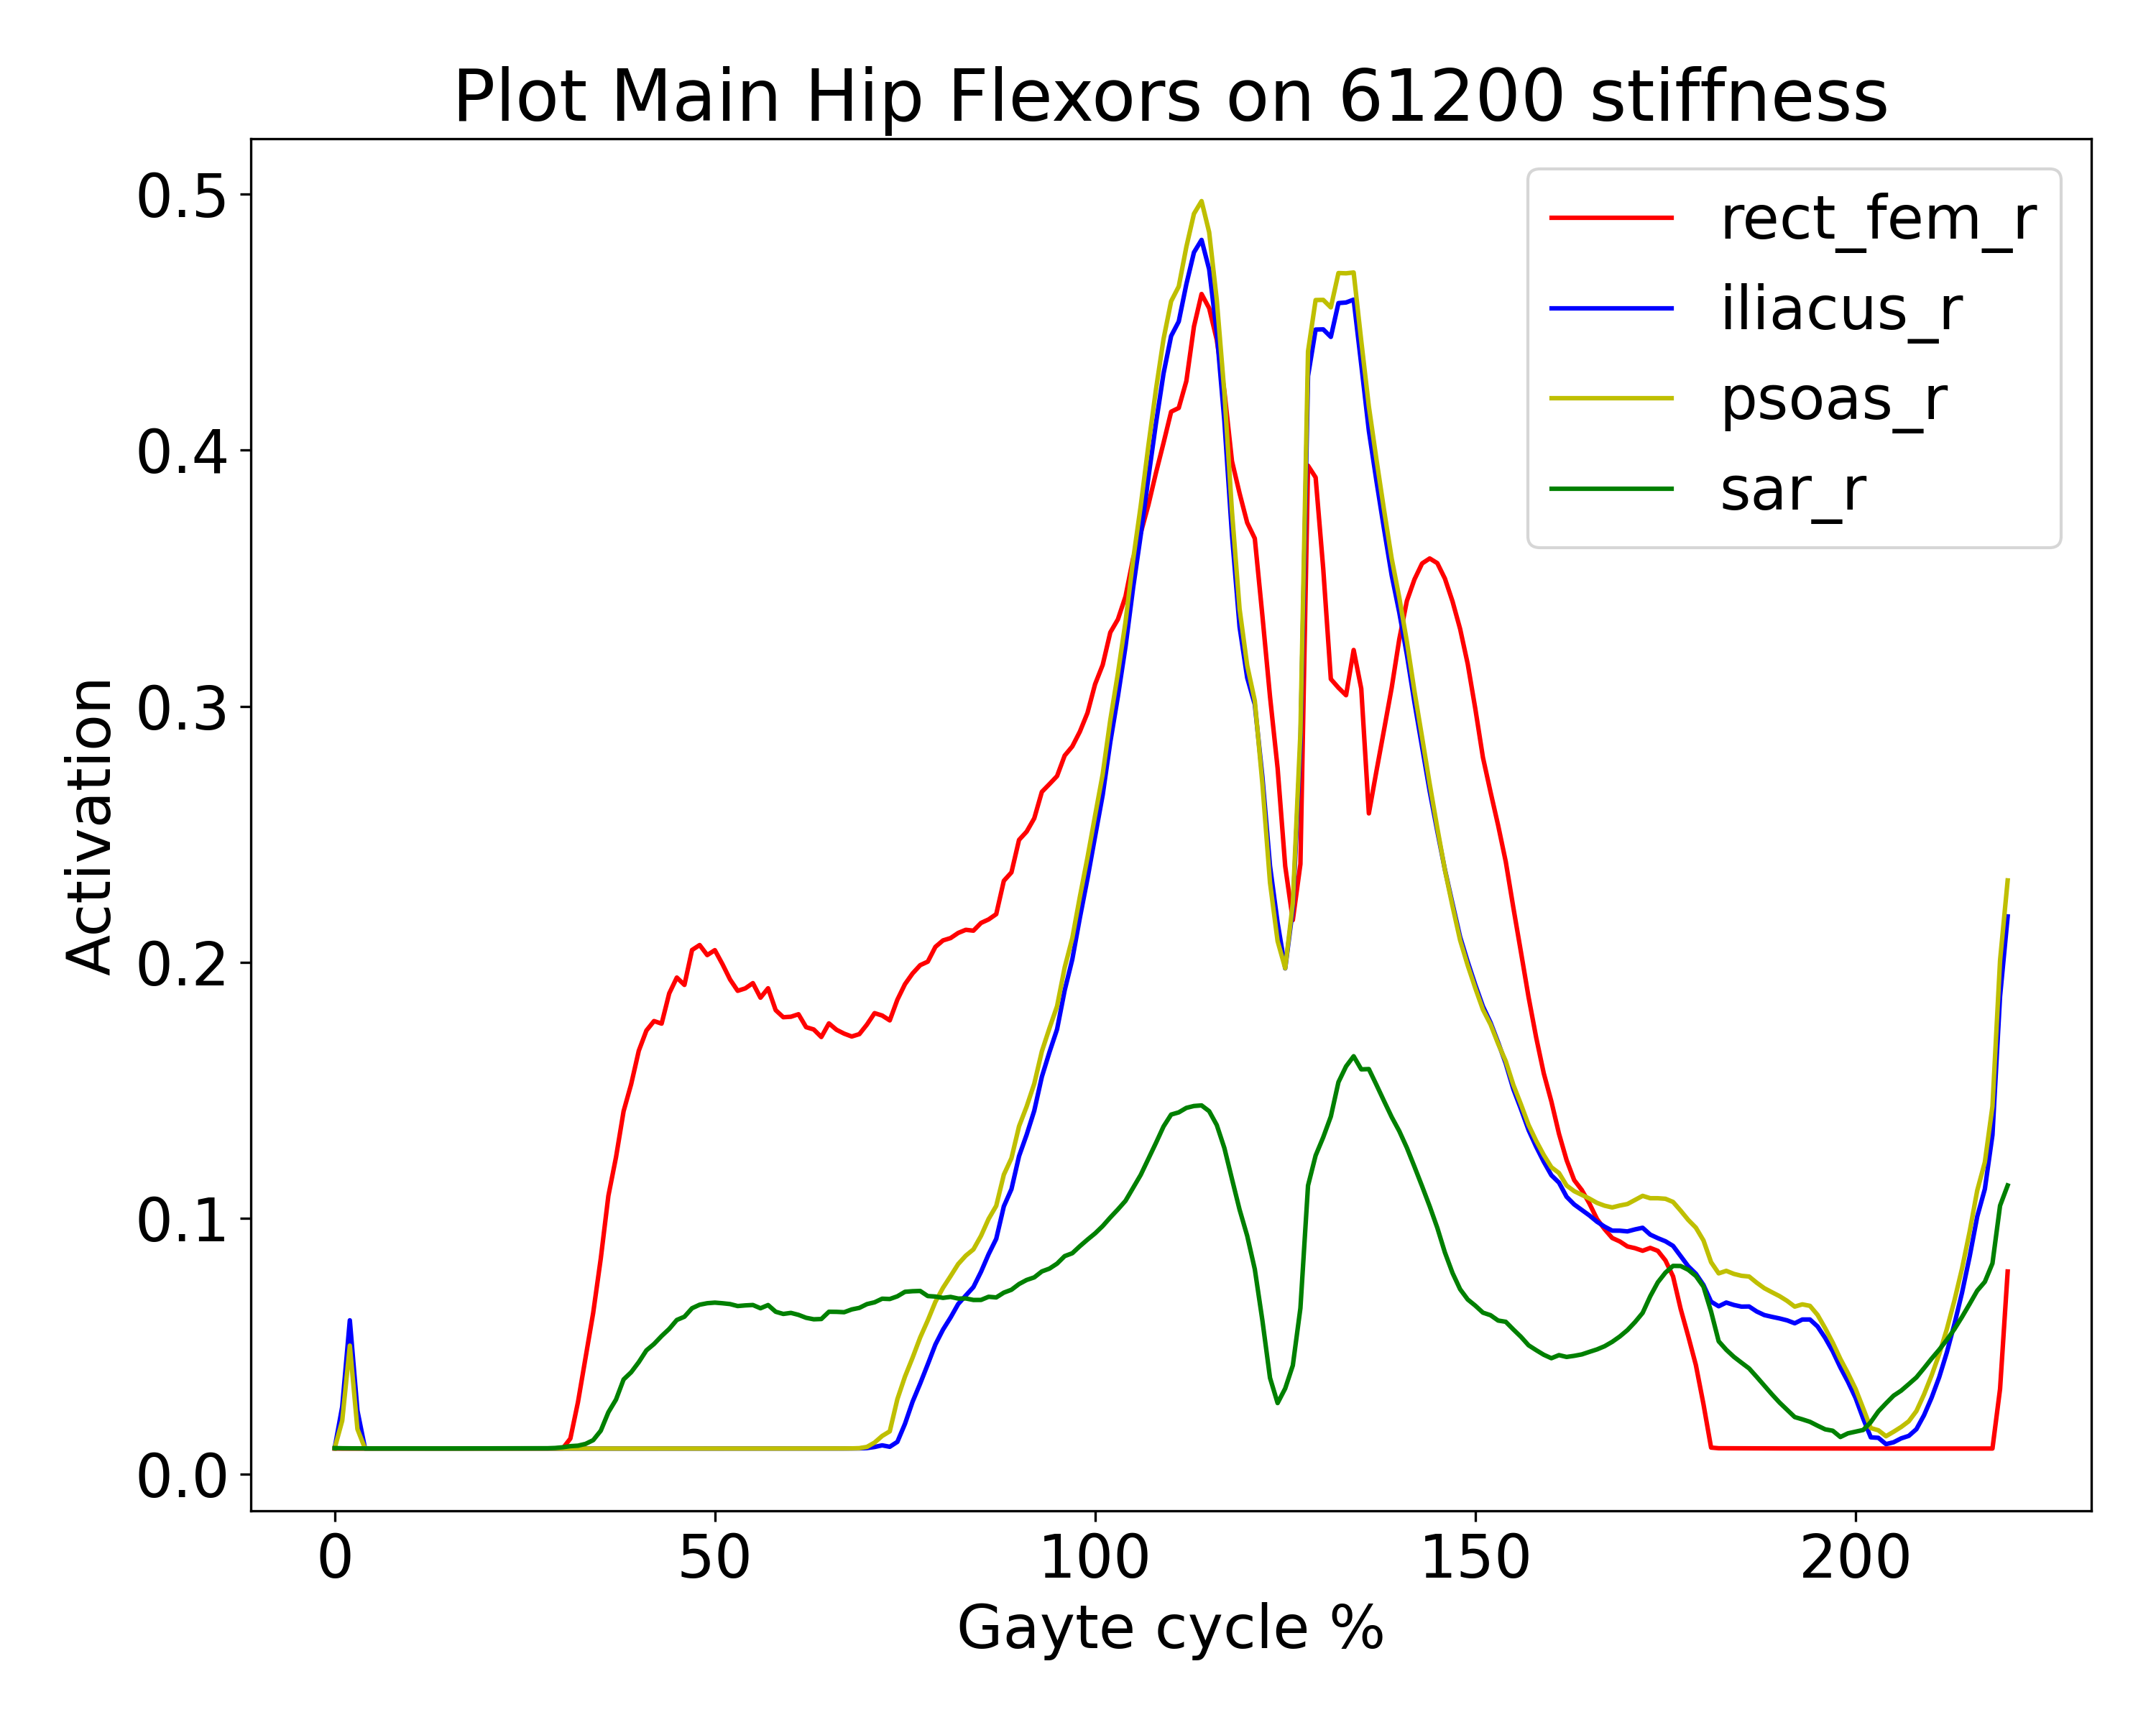 Plot Main Hip Flexors on 61200 stiffness
0.5
0.4
0.3
0.2
0.1
0.0
Activation
rect_fem_r
iliacus_r
psoas_r
sar_r
0 50 100 150 200
Gayte cycle %